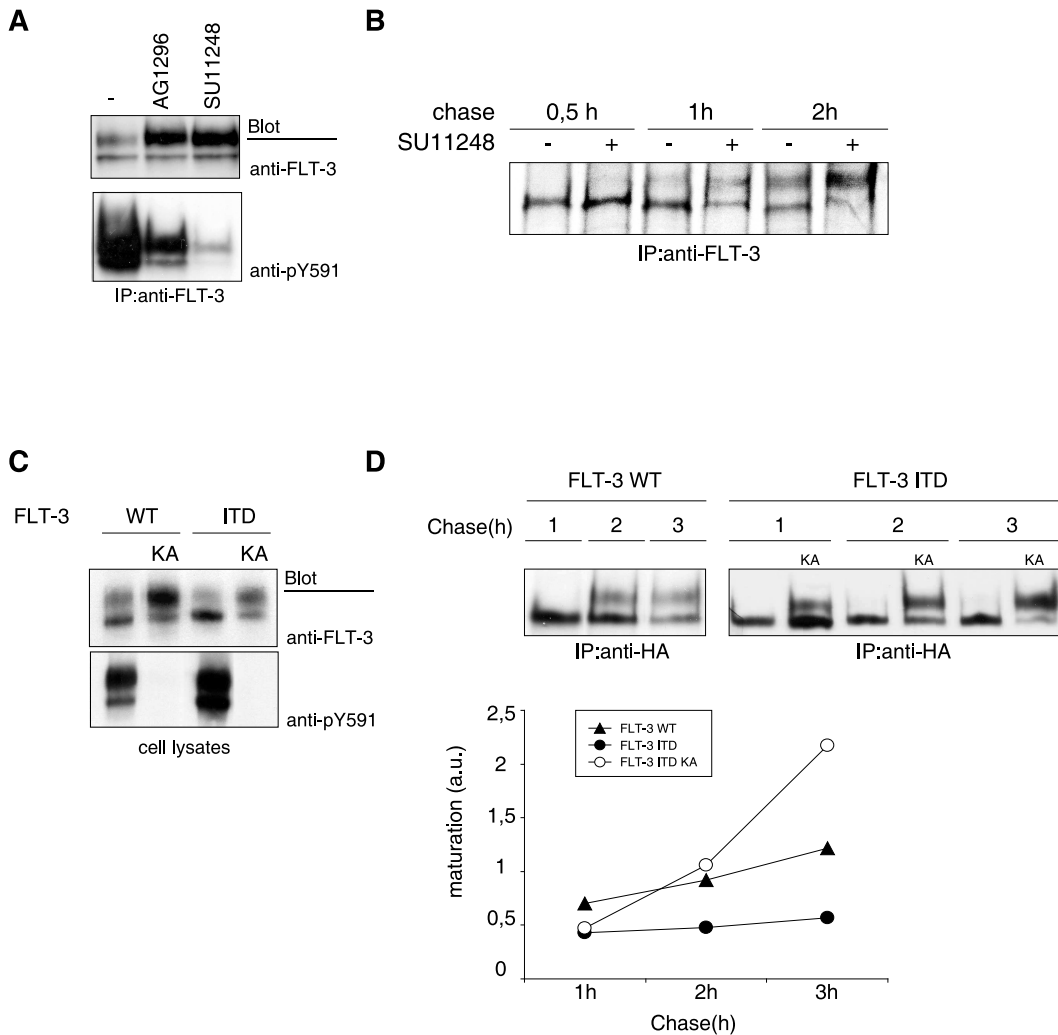 A
-
AG1296
SU11248
Blot
anti-FLT-3
anti-pY591
IP:anti-FLT-3
B
chase 0,5 h 1h 2h
SU11248 - + - + - +
IP:anti-FLT-3
C
FLT-3 WT ITD
KA KA
Blot
anti-FLT-3
anti-pY591
cell lysates
D
FLT-3 WT FLT-3 ITD
Chase(h) 1 2 3 1 2 3
KA KA KA
IP:anti-HA IP:anti-HA
maturation (a.u.)
2,5
2
1,5
1
0,5
0
FLT-3 WT
FLT-3 ITD
FLT-3 ITD KA
1h 2h 3h
Chase(h)